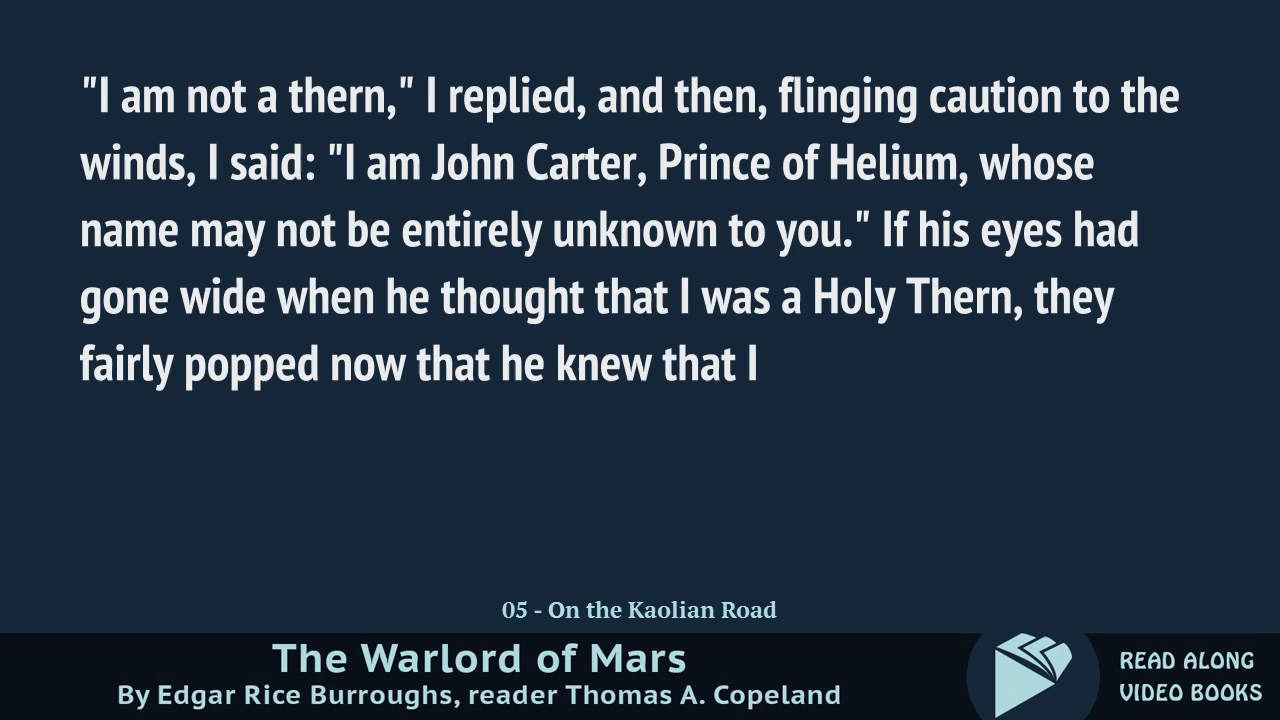 "I am not a thern," I replied, and then, flinging caution to the
winds, I said: "I am John Carter, Prince of Helium, whose
name may not be entirely unknown to you." If his eyes had
gone wide when he thought that I was a Holy Thern, they
fairly popped now that he knew that I
05 - On the Kaolian Road
The Warlord of Mars
By Edgar Rice Burroughs, reader Thomas A. Copeland
READ ALONG
VIDEO BOOKS